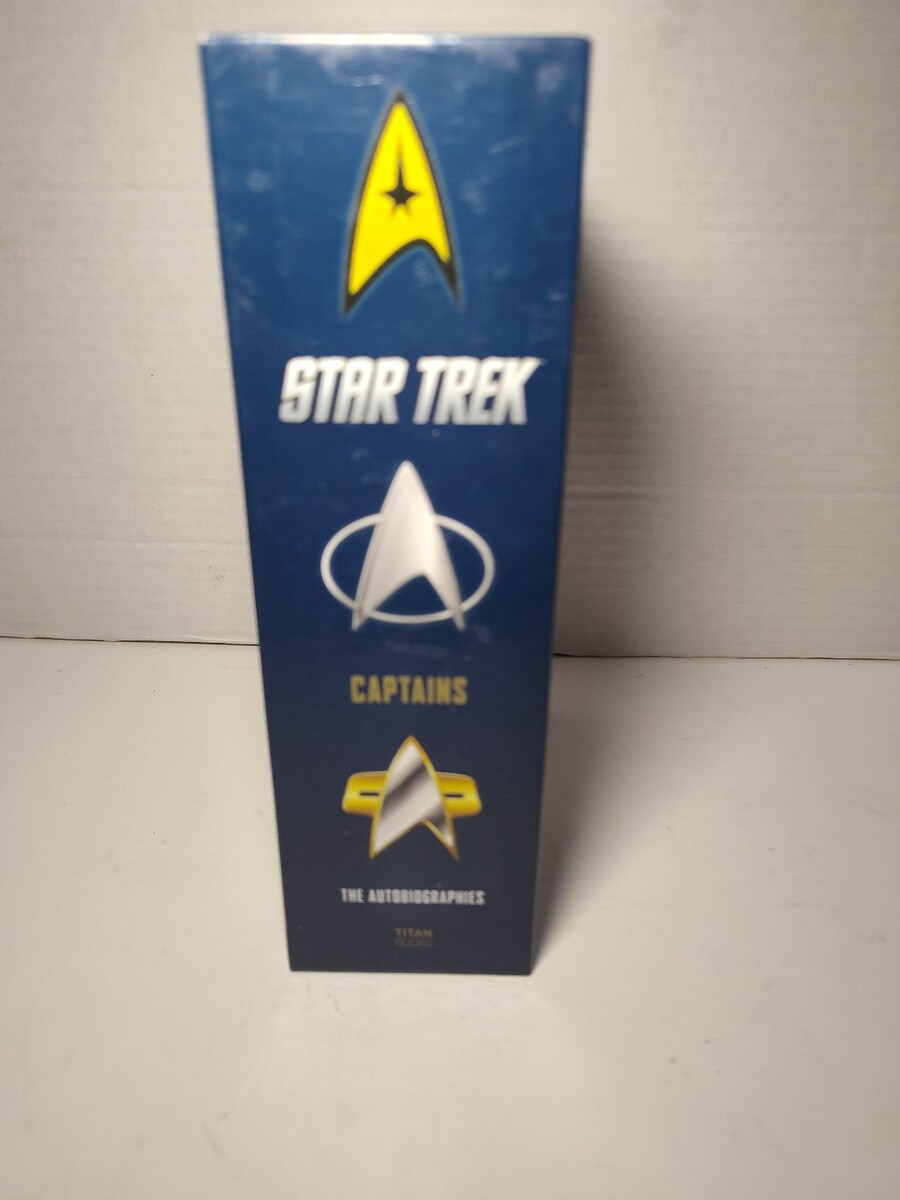 STAR TREK
CAPTAINS
THE AUTOBIOGRAPHIES
TITAN
BOOKS